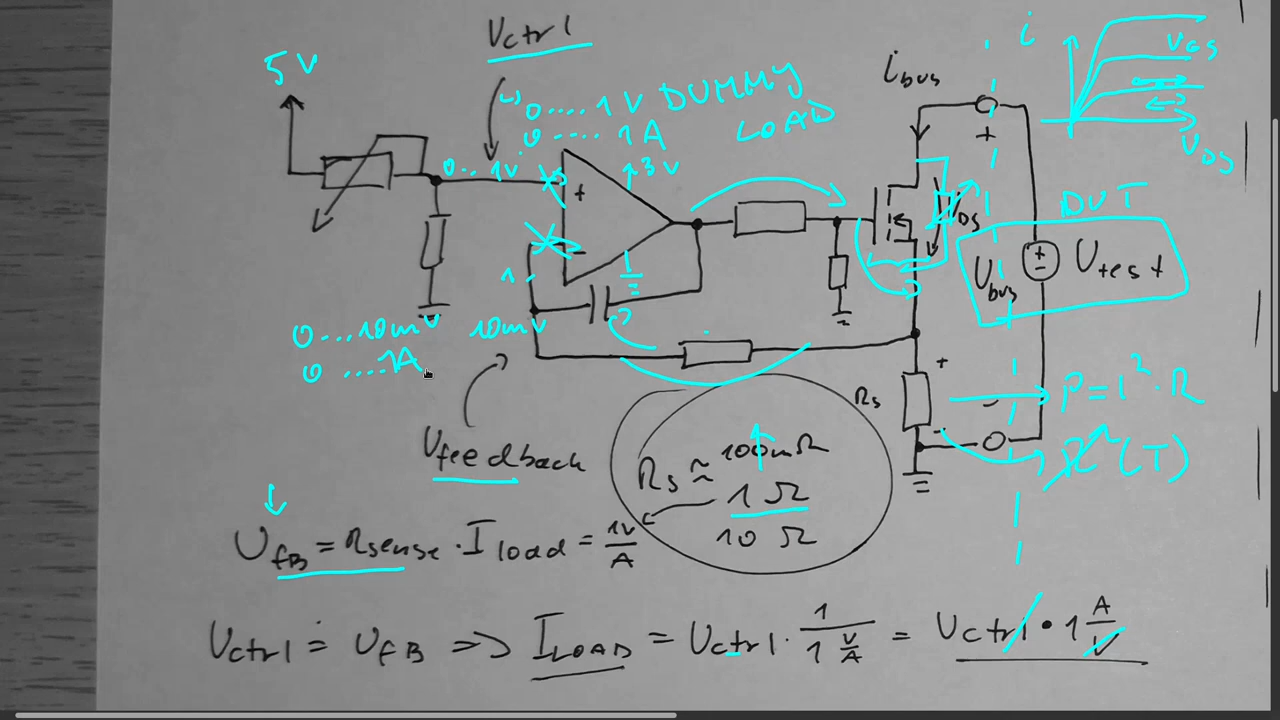 Uctrl
5V
0....1V DUMMY
0....1A LOAD
0..1V
+
3V
-
1
ibus
+
i
VGS
VDS
VDS
DUT
Ubus
+
-
Utest
0...10mV
10mV
0....1A
+
Rs
-
-
P=I²·R
R(T)
Ufeedback
Rs ≈ 100mΩ
1Ω
10Ω
UfB = Rsense · Iload = 1V/A
Uctrl ≐ UfB => ILOAD = Uctrl · 1/(1 V/A) = Uctrl · 1 A/V